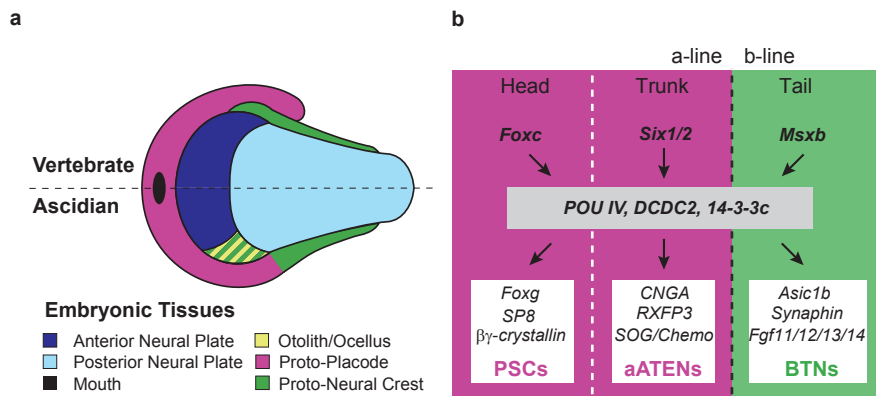 a
Vertebrate
Ascidian
Embryonic Tissues
Anterior Neural Plate
Posterior Neural Plate
Mouth
Otolith/Ocellus
Proto-Placode
Proto-Neural Crest
b
a-line b-line
Head Trunk Tail
Foxc Six1/2 Msxb
POU IV, DCDC2, 14-3-3c
Foxg
SP8
βγ-crystallin
PSCs
CNGA
RXFP3
SOG/Chemo
aATENs
Asic1b
Synaphin
Fgf11/12/13/14
BTNs